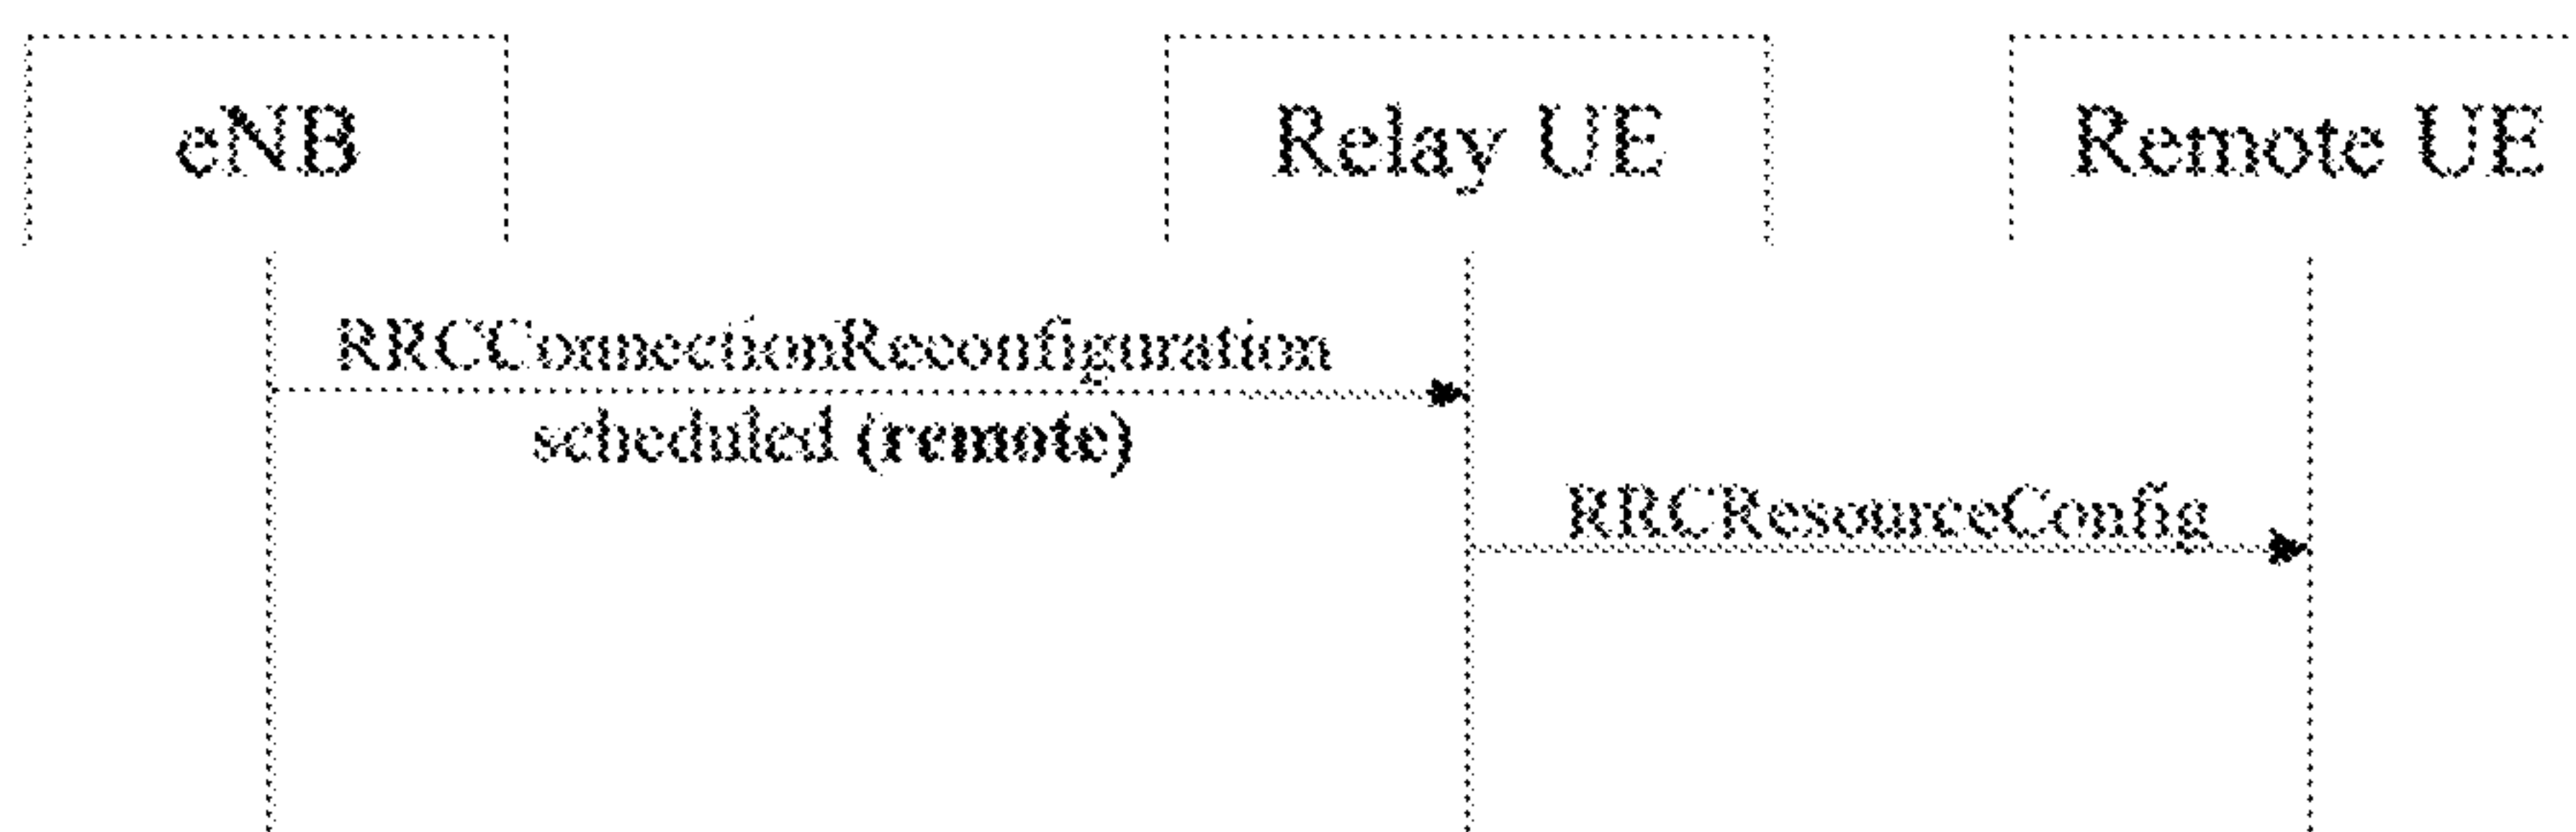 eNB
Relay UE
Remote UE
RRCConnectionReconfiguration
scheduled (remote)
RRCResourceConfig